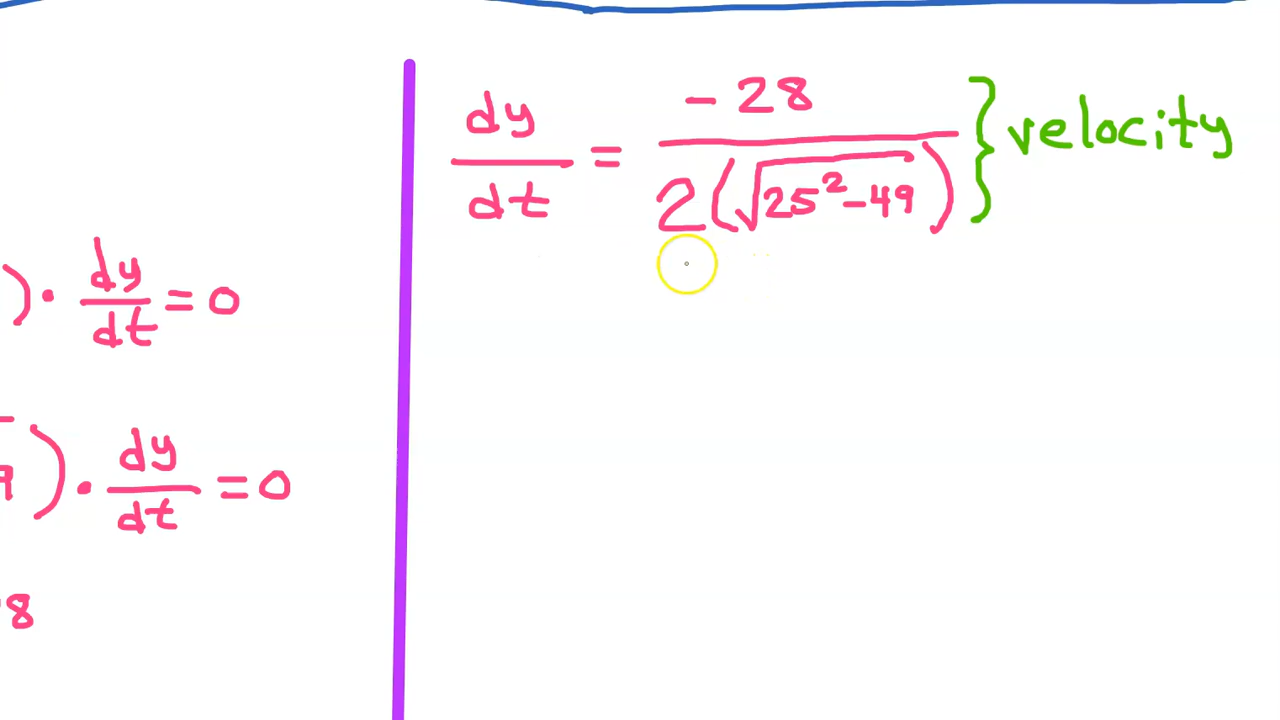 ) · dy/dt = 0
) · dy/dt = 0
8
dy/dt = -28 / 2(√25²-49) } velocity